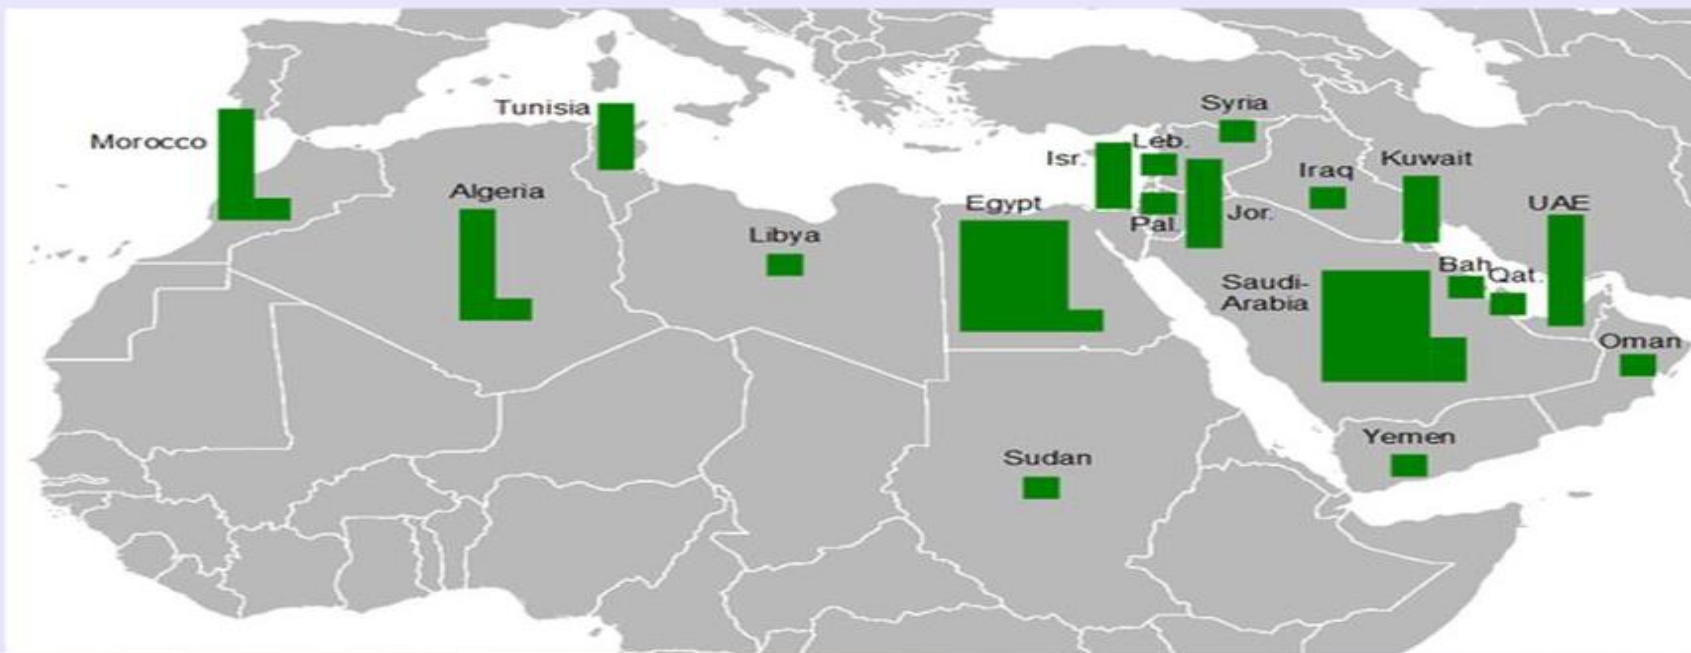 Tunisia
Syria
Morocco
Leb.
Isr.
Kuwait
Iraq
Algeria
Egypt
UAE
Jor.
Pal.
Libya
Bah.
Qat.
Saudi-
Arabia
Oman
Yemen
Sudan